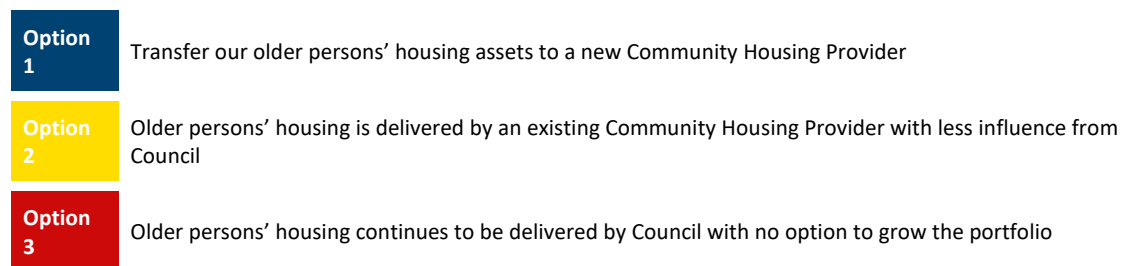 Option
1
Transfer our older persons’ housing assets to a new Community Housing Provider
Option
2
Older persons’ housing is delivered by an existing Community Housing Provider with less influence from
Council
Option
3
Older persons’ housing continues to be delivered by Council with no option to grow the portfolio